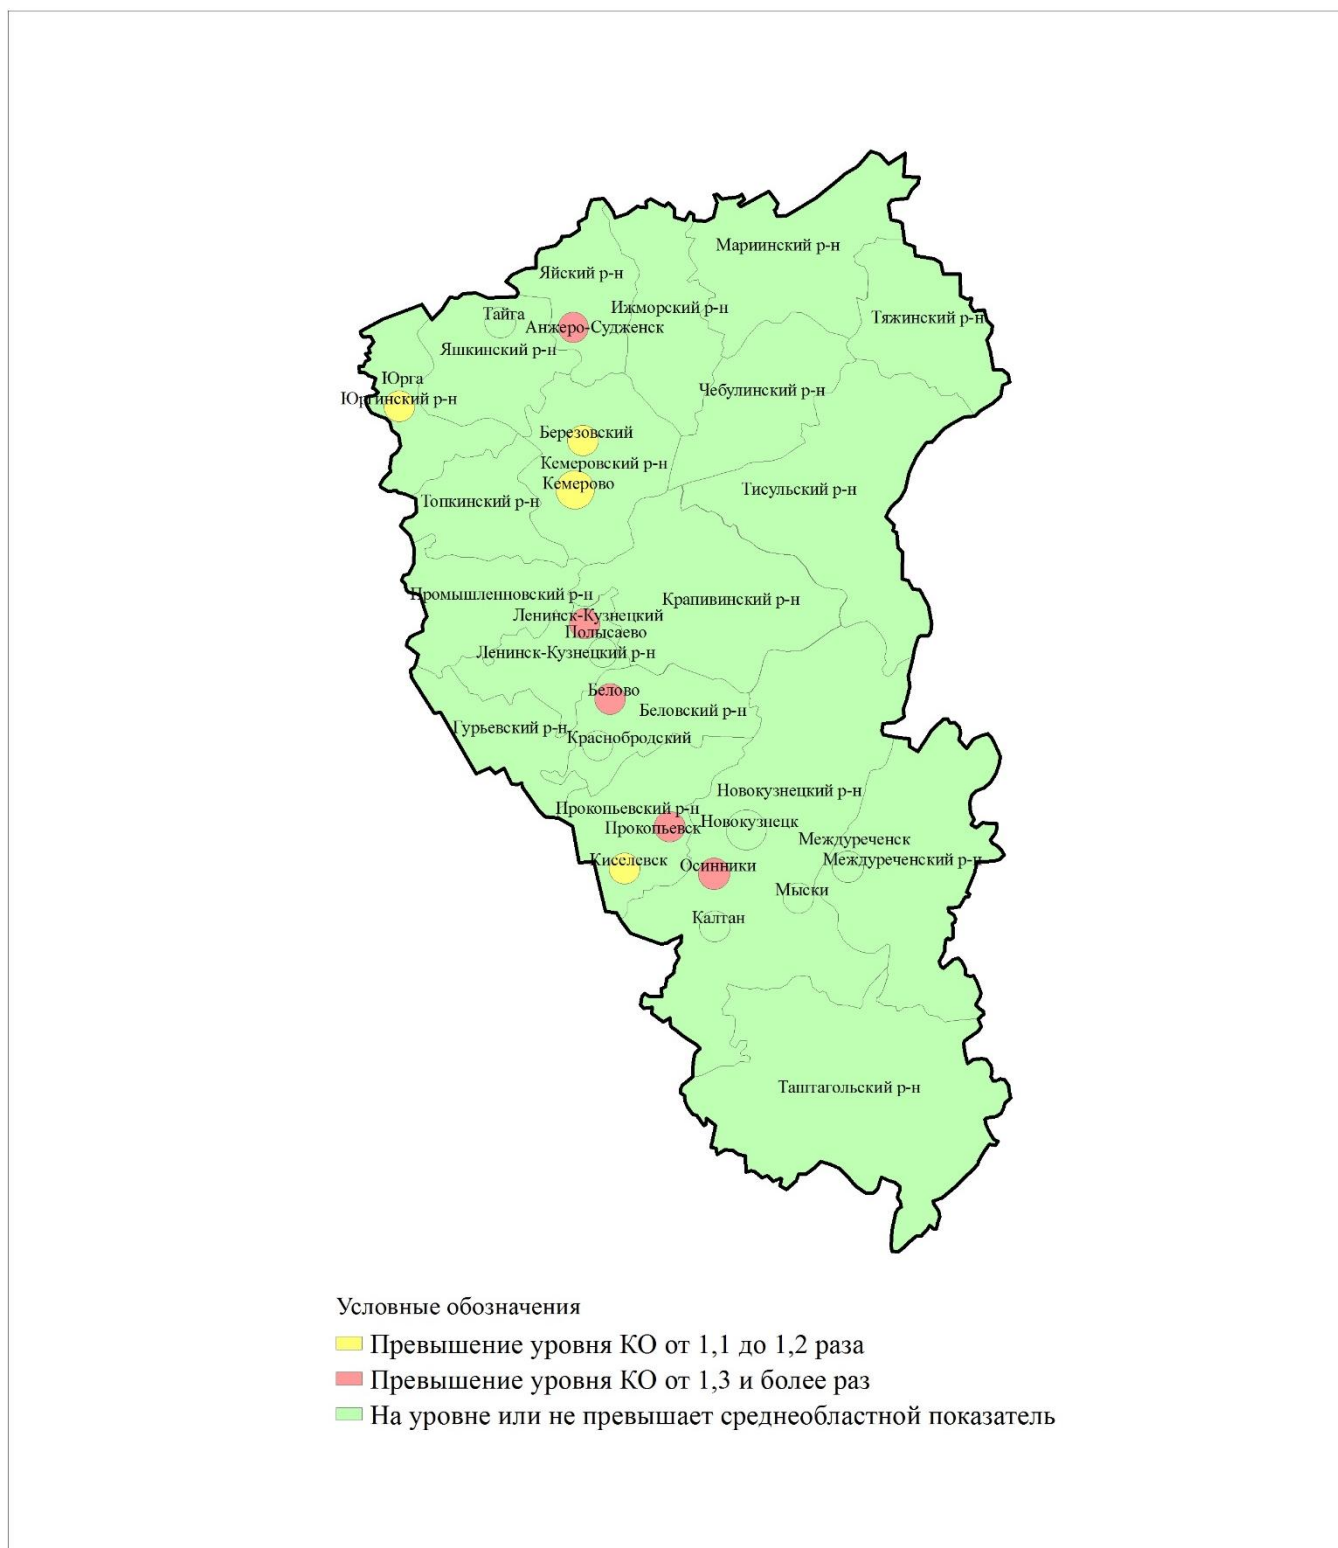 Мариинский р-н
Яйский р-н
Ижморский р-н
Тайга
Анжеро-Судженск
Тяжинский р-н
Яшкинский р-н
Юрга
Юргинский р-н
Чебулинский р-н
Березовский
Кемеровский р-н
Кемерово
Тисульский р-н
Топкинский р-н
Промышленновский р-н
Крапивинский р-н
Ленинск-Кузнецкий
Полысаево
Ленинск-Кузнецкий р-н
Белово
Беловский р-н
Гурьевский р-н
Краснобродский
Новокузнецкий р-н
Прокопьевский р-н
Новокузнецк
Прокопьевск
Междуреченск
Киселевск
Осинники
Междуреченский р-н
Мыски
Калтан
Таштагольский р-н
Условные обозначения
Превышение уровня КО от 1,1 до 1,2 раза
Превышение уровня КО от 1,3 и более раз
На уровне или не превышает среднеобластной показатель